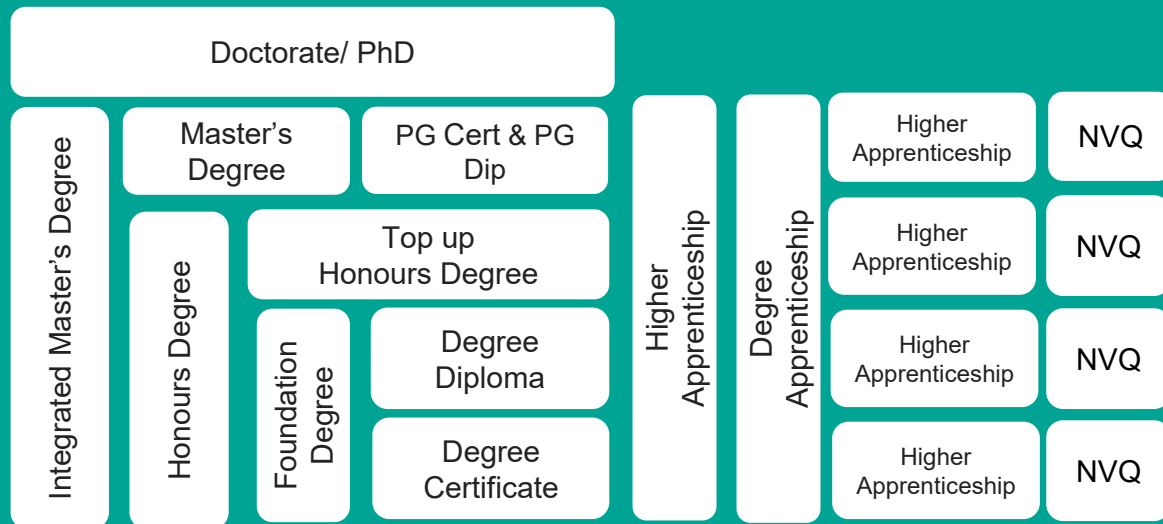 Doctorate/ PhD
Integrated Master's Degree
Master's
Degree
PG Cert & PG
Dip
Honours Degree
Top up
Honours Degree
Foundation
Degree
Degree
Diploma
Degree
Certificate
Higher
Apprenticeship
Degree
Apprenticeship
Higher
Apprenticeship
NVQ
Higher
Apprenticeship
NVQ
Higher
Apprenticeship
NVQ
Higher
Apprenticeship
NVQ